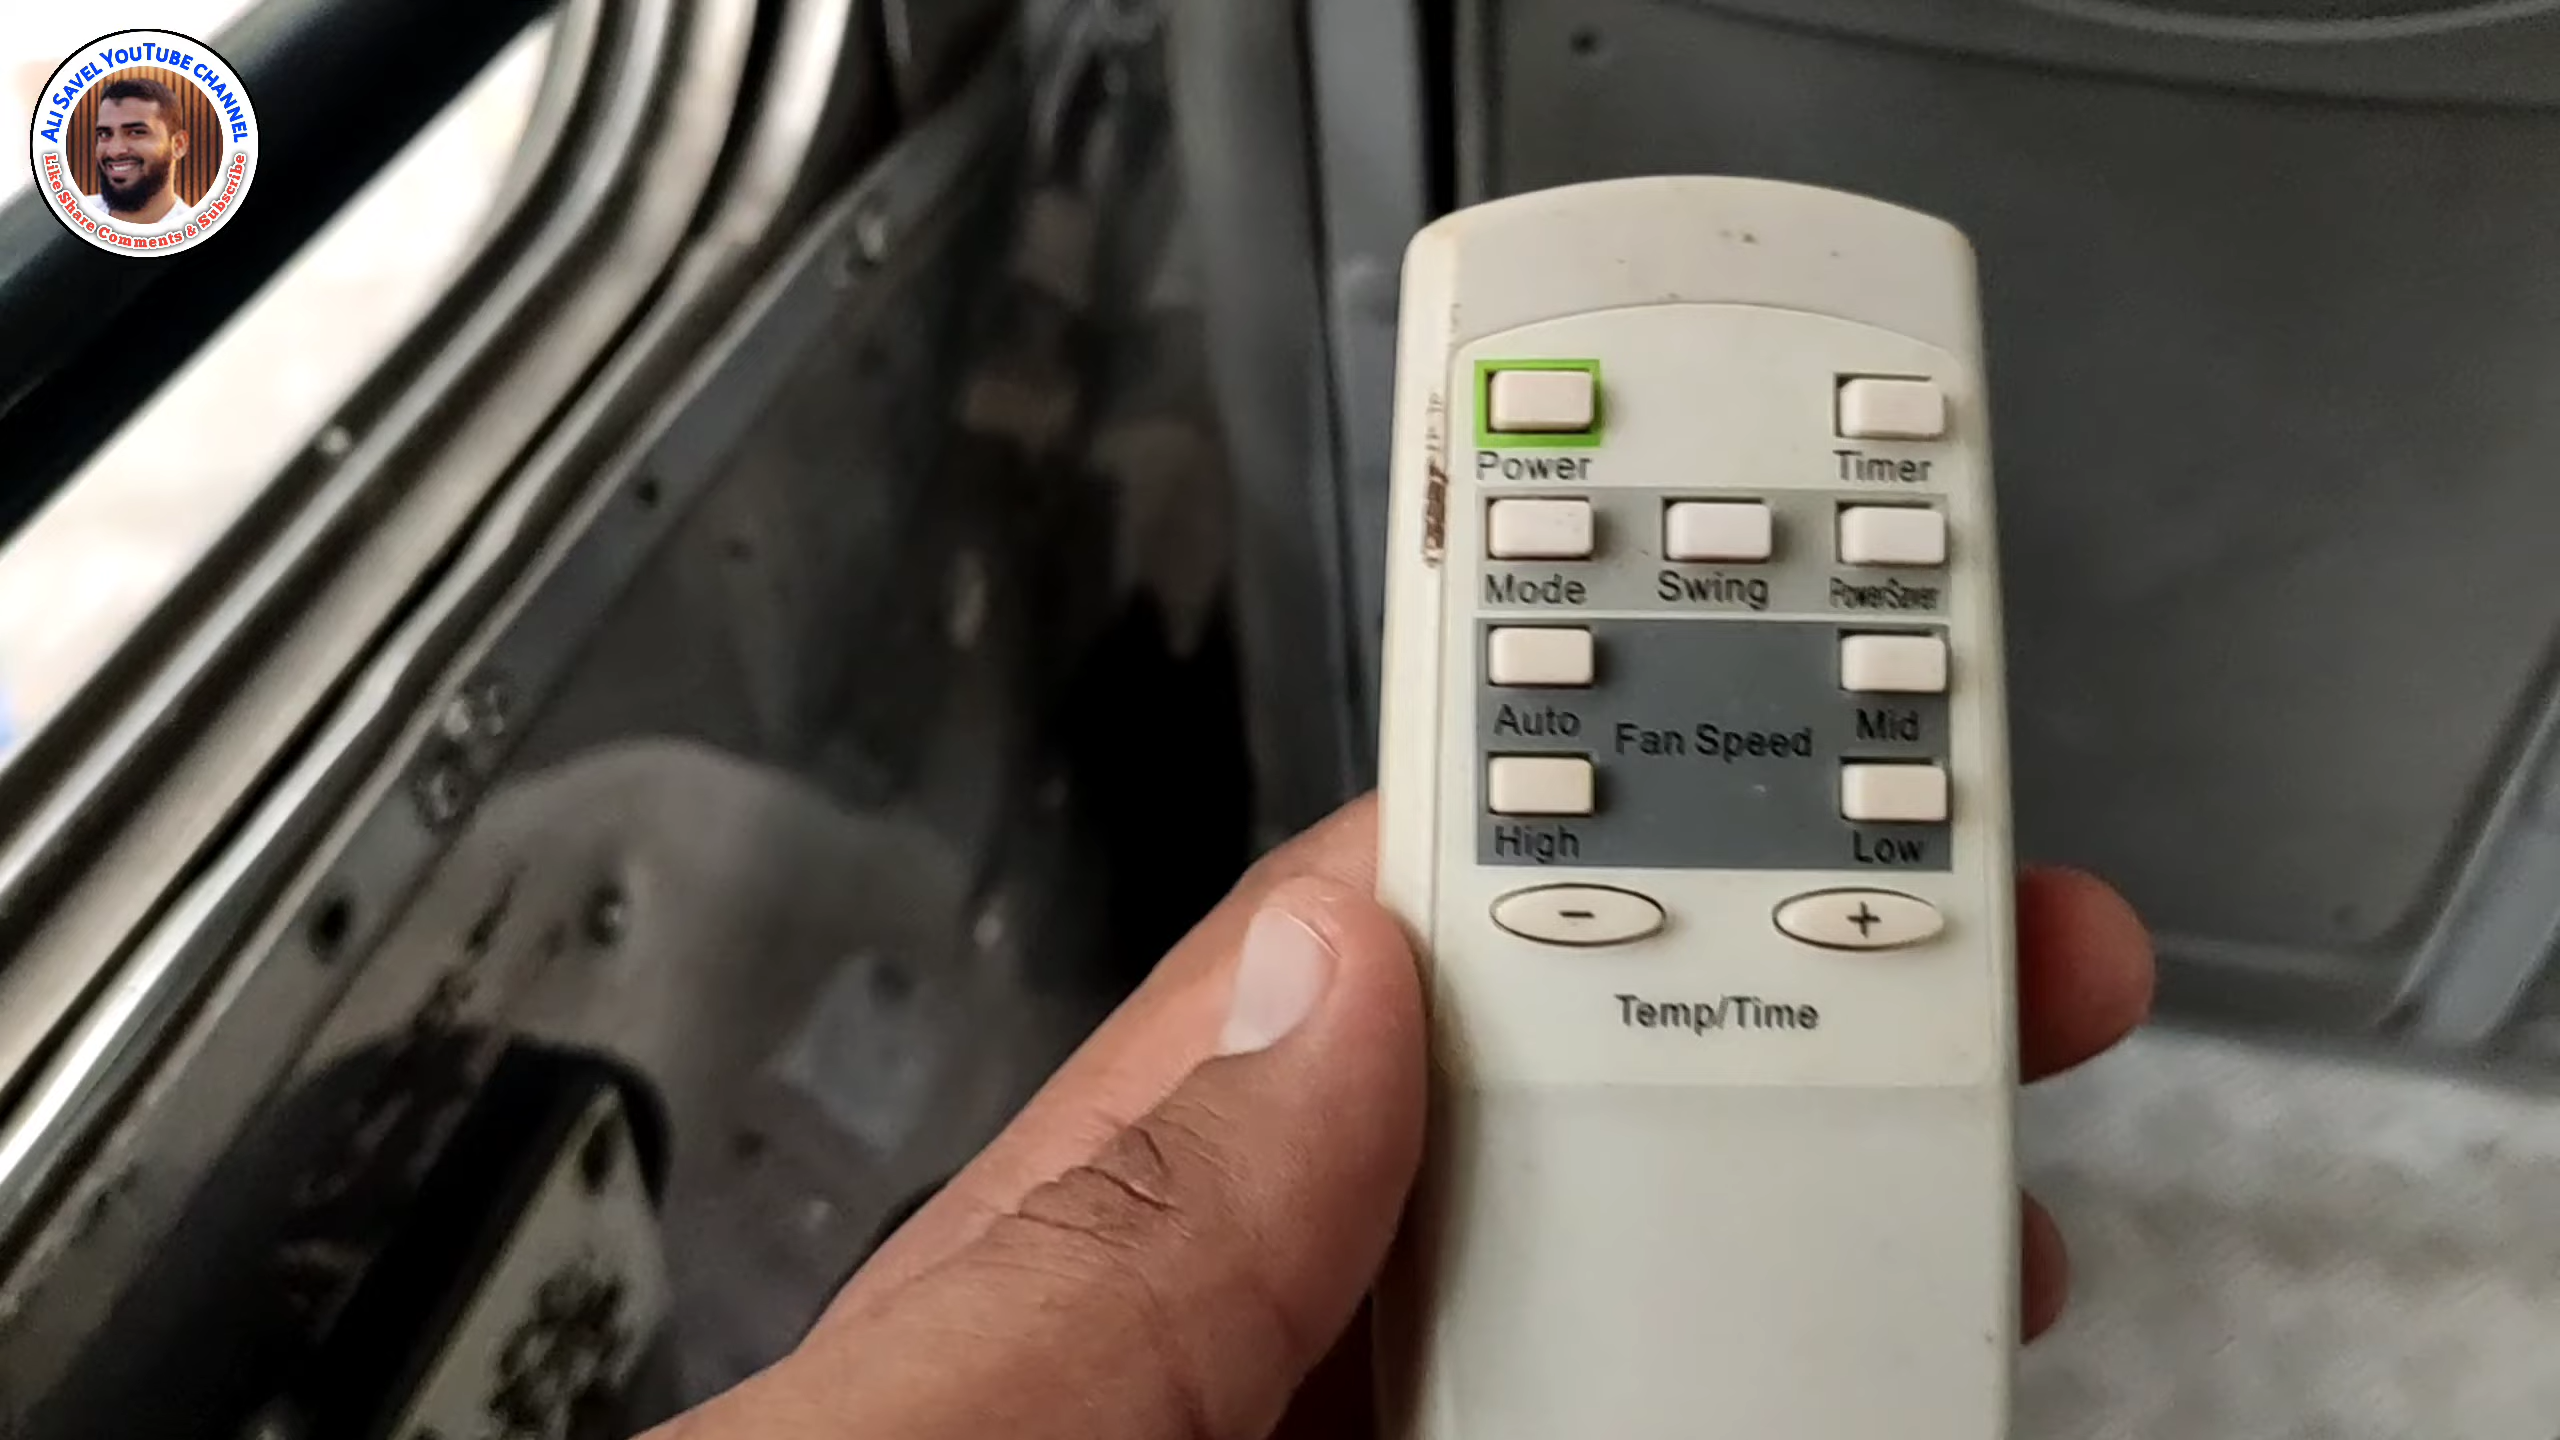 ALI SAVEL YOUTUBE CHANNEL
Like Share Comments & Subscribe
Power
Timer
Mode
Swing
PowerSaver
Auto
Fan Speed
Mid
High
Low
-
+
Temp/Time